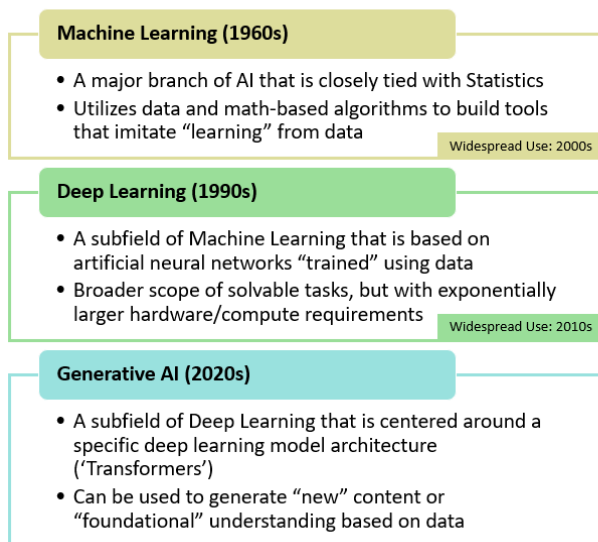 Machine Learning (1960s)
• A major branch of AI that is closely tied with Statistics
• Utilizes data and math-based algorithms to build tools
that imitate “learning” from data
Widespread Use: 2000s
Deep Learning (1990s)
• A subfield of Machine Learning that is based on
artificial neural networks “trained” using data
• Broader scope of solvable tasks, but with exponentially
larger hardware/compute requirements
Widespread Use: 2010s
Generative AI (2020s)
• A subfield of Deep Learning that is centered around a
specific deep learning model architecture
(‘Transformers’)
• Can be used to generate “new” content or
“foundational” understanding based on data